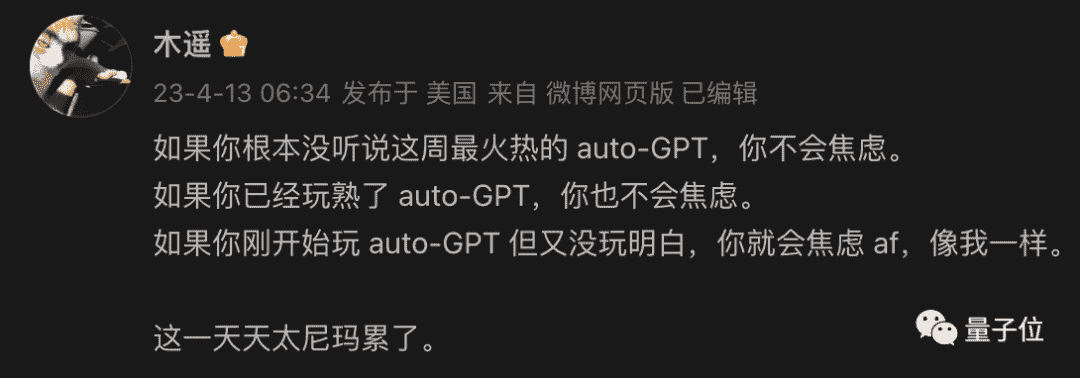 木遥
23-4-13 06:34 发布于 美国 来自 微博网页版 已编辑
如果你根本没听说这周最火热的 auto-GPT，你不会焦虑。
如果你已经玩熟了 auto-GPT，你也不会焦虑。
如果你刚开始玩 auto-GPT 但又没玩明白，你就会焦虑 af，像我一样。
这一天天太尼玛累了。
量子位